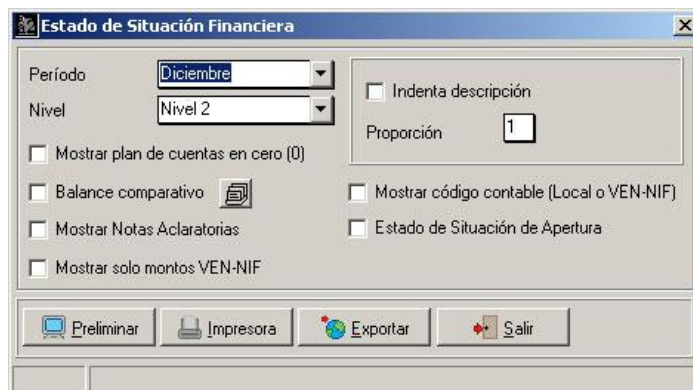 Estado de Situación Financiera
Período Diciembre
Nivel Nivel 2
Indenta descripción
Proporción 1
Mostrar plan de cuentas en cero (0)
Balance comparativo
Mostrar código contable (Local o VEN-NIF)
Mostrar Notas Aclaratorias
Estado de Situación de Apertura
Mostrar solo montos VEN-NIF
Preliminar Impresora Exportar Salir